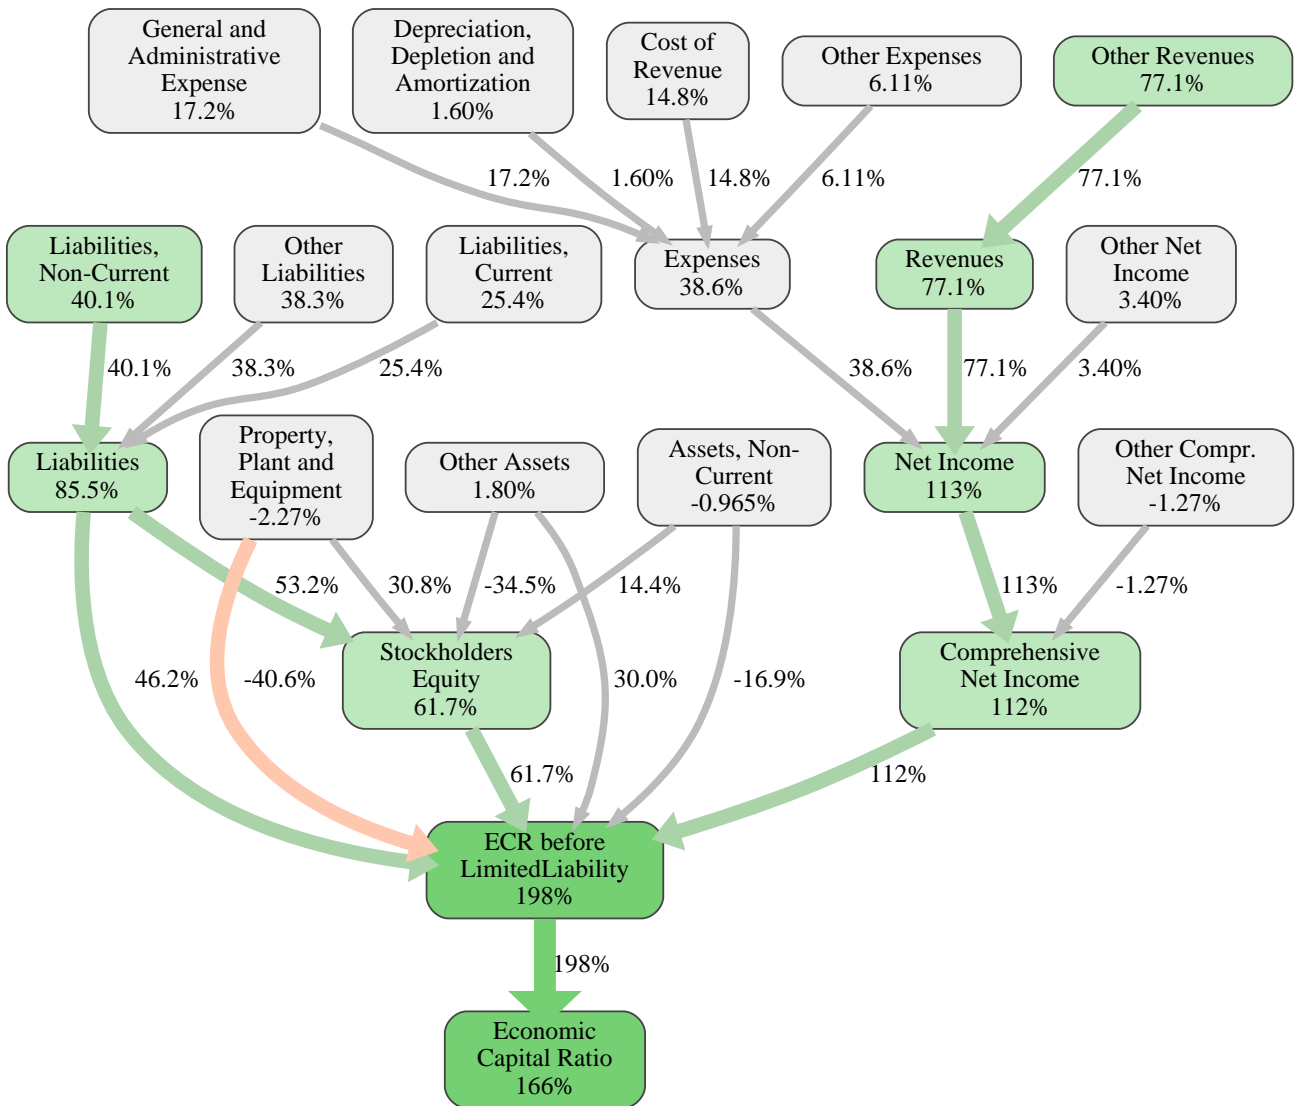 General and
Administrative
Expense
17.2%
Depreciation,
Depletion and
Amortization
1.60%
Cost of
Revenue
14.8%
Other Expenses
6.11%
Other Revenues
77.1%
17.2%
1.60%
14.8%
6.11%
77.1%
Liabilities,
Non-Current
40.1%
Other
Liabilities
38.3%
Liabilities,
Current
25.4%
Expenses
38.6%
Revenues
77.1%
Other Net
Income
3.40%
40.1%
38.3%
25.4%
38.6%
77.1%
3.40%
Liabilities
85.5%
Property,
Plant and
Equipment
-2.27%
Other Assets
1.80%
Assets, Non-
Current
-0.965%
Net Income
113%
Other Compr.
Net Income
-1.27%
53.2%
30.8%
-34.5%
14.4%
113%
-1.27%
46.2%
-40.6%
Stockholders
Equity
61.7%
30.0%
-16.9%
Comprehensive
Net Income
112%
61.7%
112%
ECR before
LimitedLiability
198%
198%
Economic
Capital Ratio
166%